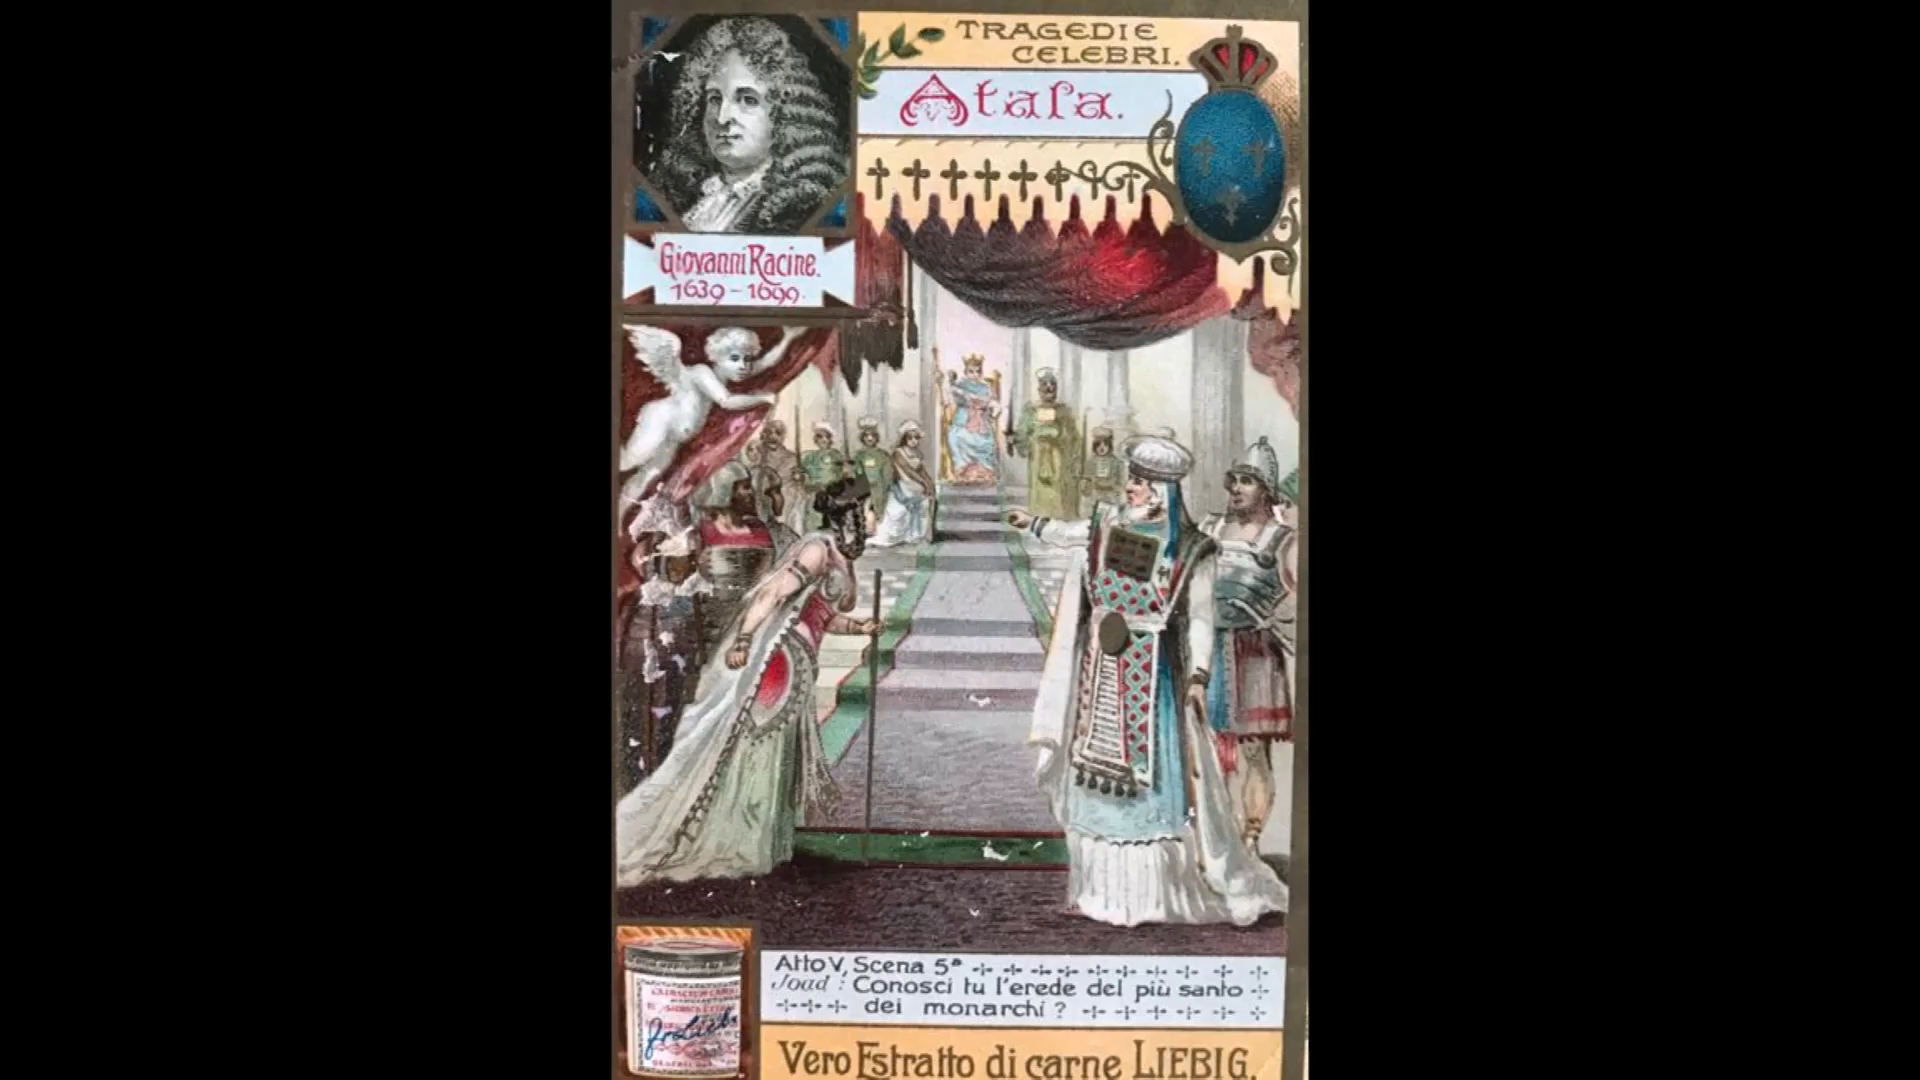 TRAGEDIE
CELEBRI.
Atala.
Giovanni Racine.
1639-1699.
Atto V, Scena 5ª
Joad: Conosci tu l'erede del più santo
dei monarchi?
Vero Estratto di carne LIEBIG.